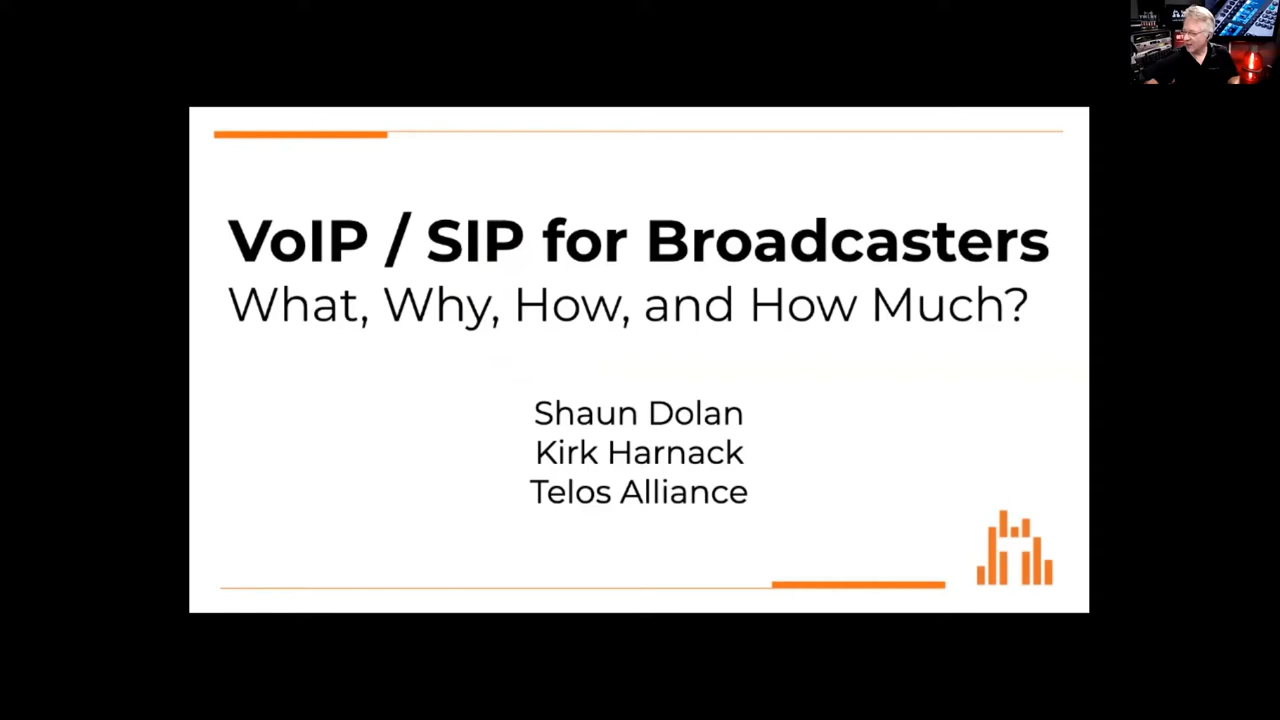 VoIP / SIP for Broadcasters
What, Why, How, and How Much?
Shaun Dolan
Kirk Harnack
Telos Alliance